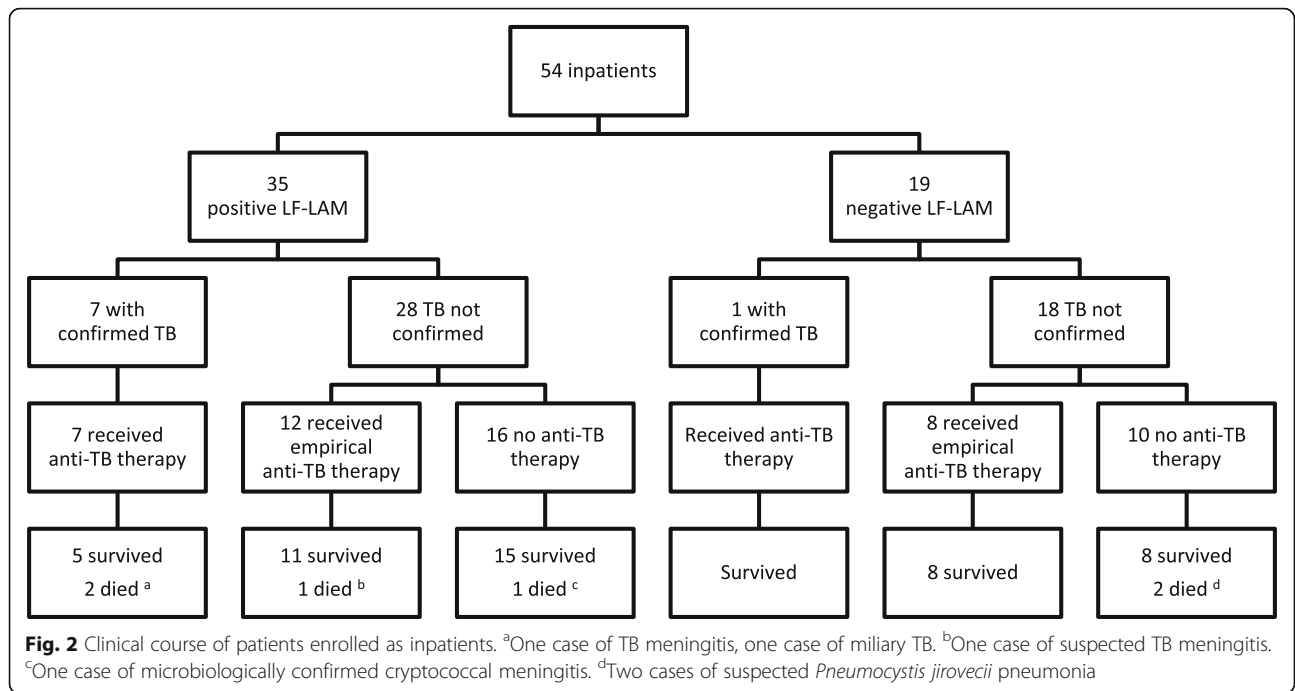 54 inpatients
35
positive LF-LAM
19
negative LF-LAM
7 with
confirmed TB
28 TB not
confirmed
1 with
confirmed TB
18 TB not
confirmed
7 received
anti-TB therapy
12 received
empirical
anti-TB therapy
16 no anti-TB
therapy
Received anti-TB
therapy
8 received
empirical
anti-TB therapy
10 no anti-TB
therapy
5 survived
2 died a
11 survived
1 died b
15 survived
1 died c
Survived
8 survived
8 survived
2 died d
Fig. 2 Clinical course of patients enrolled as inpatients. aOne case of TB meningitis, one case of miliary TB. bOne case of suspected TB meningitis.
cOne case of microbiologically confirmed cryptococcal meningitis. dTwo cases of suspected Pneumocystis jirovecii pneumonia